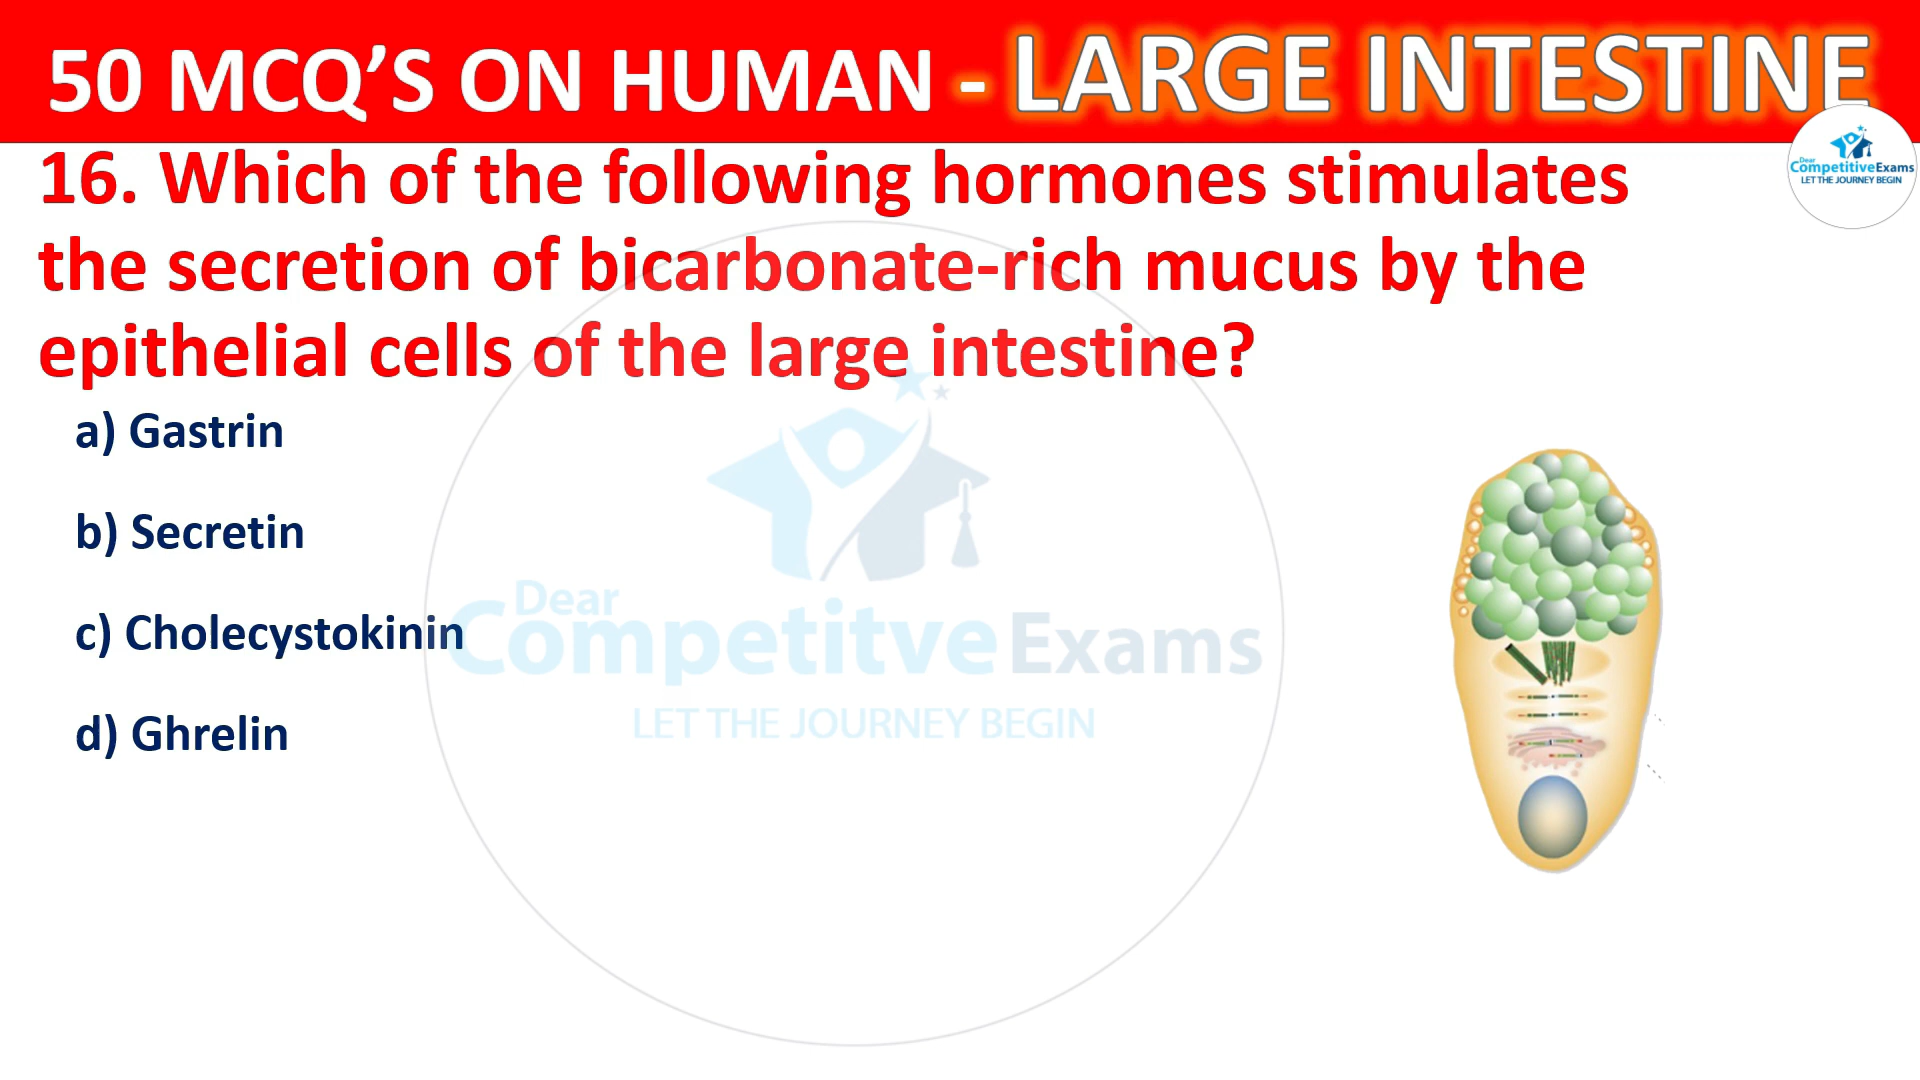 50 MCQ’S ON HUMAN - LARGE INTESTINE
Dear
CompetitiveExams
LET THE JOURNEY BEGIN
16. Which of the following hormones stimulates
the secretion of bicarbonate-rich mucus by the
epithelial cells of the large intestine?
a) Gastrin
b) Secretin
c) Cholecystokinin
d) Ghrelin
Dear
CompetitveExams
LET THE JOURNEY BEGIN